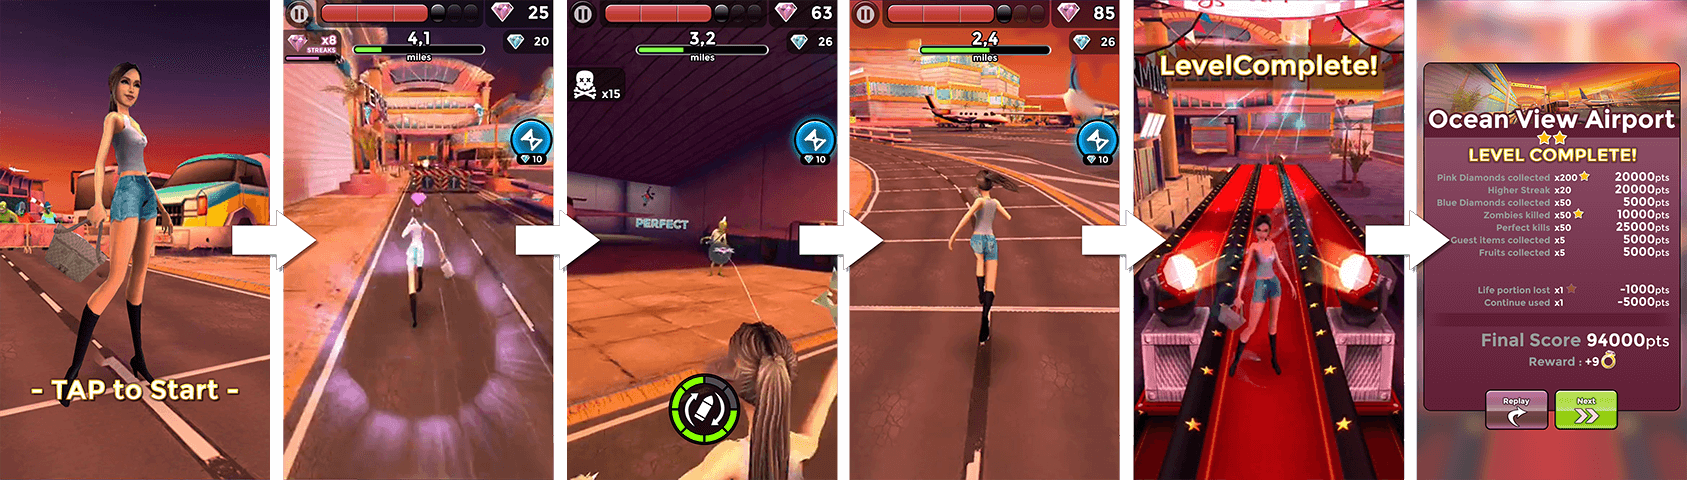 - TAP to Start -
25
x8
STREAKS
4,1
miles
20
10
63
3,2
miles
26
x15
10
PERFECT
85
2,4
miles
26
10
LevelComplete!
Ocean View Airport
LEVEL COMPLETE!
Pink Diamonds collected x200 20000pts
Higher Streak x20 20000pts
Blue Diamonds collected x50 5000pts
Zombies killed x50 10000pts
Perfect kills x50 25000pts
Guest items collected x5 5000pts
Fruits collected x5 5000pts
Life portion lost x1 -1000pts
Continue used x1 -5000pts
Final Score 94000pts
Reward : +9
Replay
Next